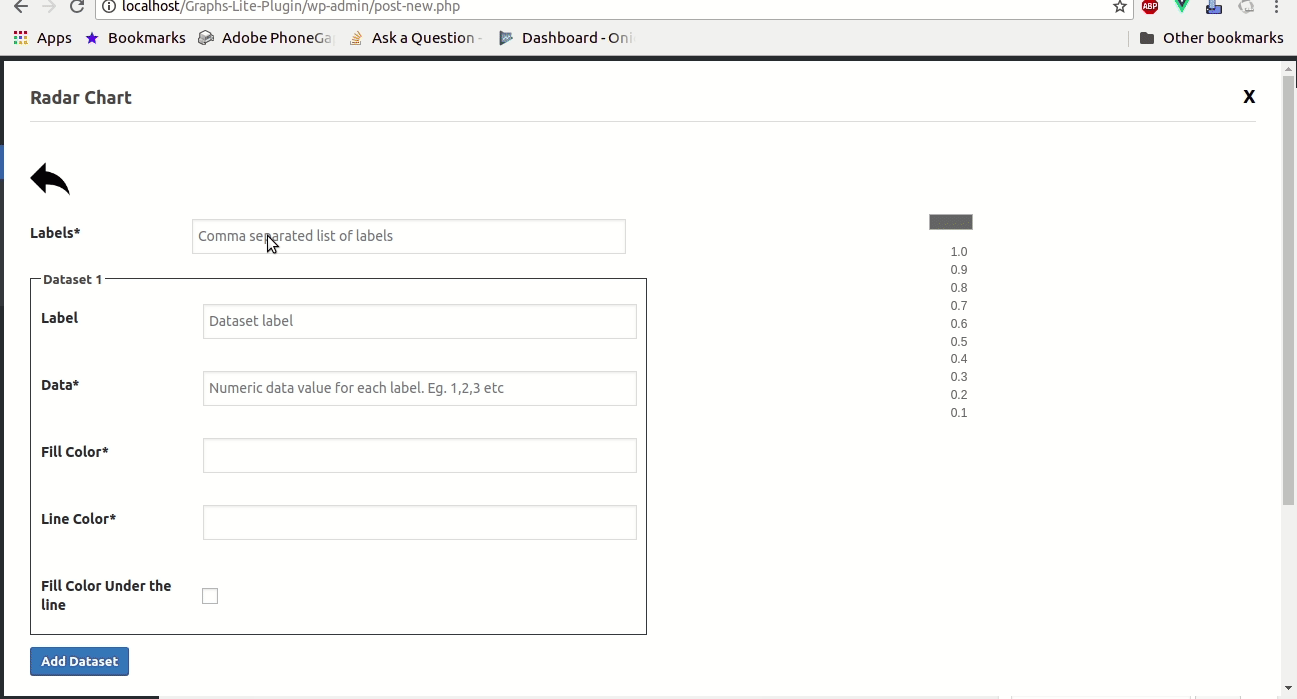 localhost/Graphs-Lite-Plugin/wp-admin/post-new.php
ABP
Apps Bookmarks Adobe PhoneGa Ask a Question - Dashboard - Oni Other bookmarks
Radar Chart X
Labels* Comma separated list of labels
Dataset 1
Label Dataset label
Data* Numeric data value for each label. Eg. 1,2,3 etc
Fill Color*
Line Color*
Fill Color Under the
line
Add Dataset
1.0
0.9
0.8
0.7
0.6
0.5
0.4
0.3
0.2
0.1